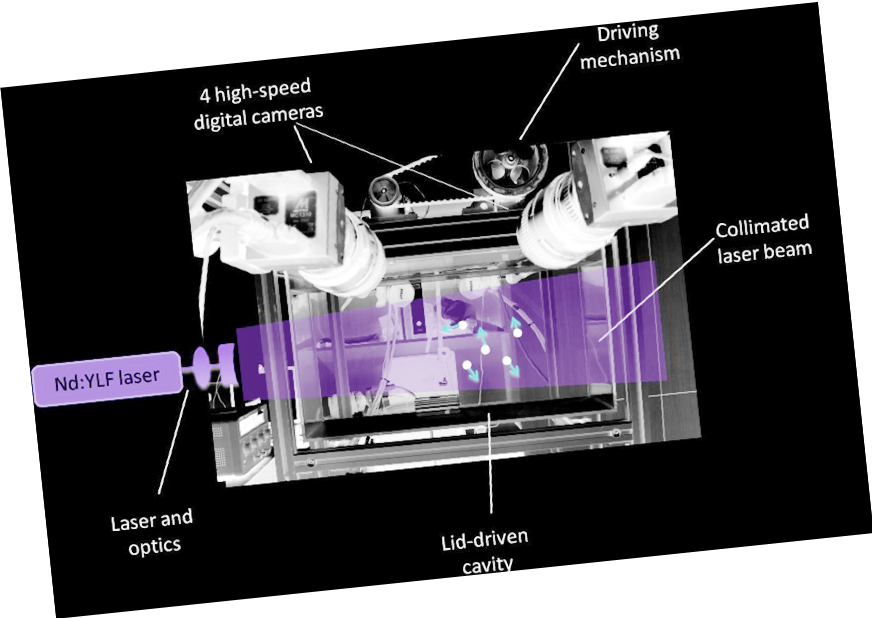 Driving
mechanism
4 high-speed
digital cameras
Collimated
laser beam
Nd:YLF laser
Laser and
optics
Lid-driven
cavity